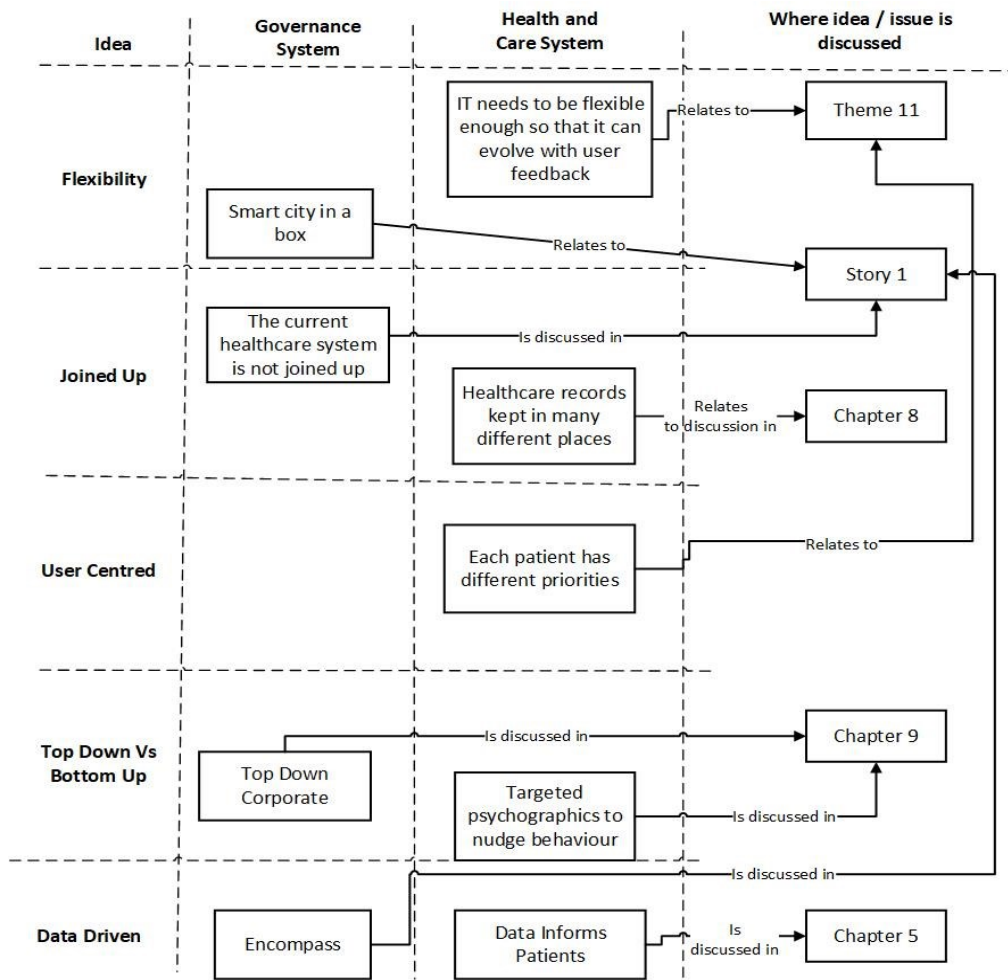 Idea
Governance
System
Health and
Care System
Where idea / issue is
discussed
Flexibility
IT needs to be flexible
enough so that it can
evolve with user
feedback
Relates to
Theme 11
Smart city in a
box
Relates to
Story 1
Joined Up
The current
healthcare system
is not joined up
Is discussed in
Healthcare records
kept in many
different places
Relates
to discussion in
Chapter 8
User Centred
Each patient has
different priorities
Relates to
Top Down Vs
Bottom Up
Top Down
Corporate
Is discussed in
Chapter 9
Targeted
psychographics to
nudge behaviour
Is discussed in
Data Driven
Encompass
Is discussed in
Data Informs
Patients
Is
discussed in
Chapter 5